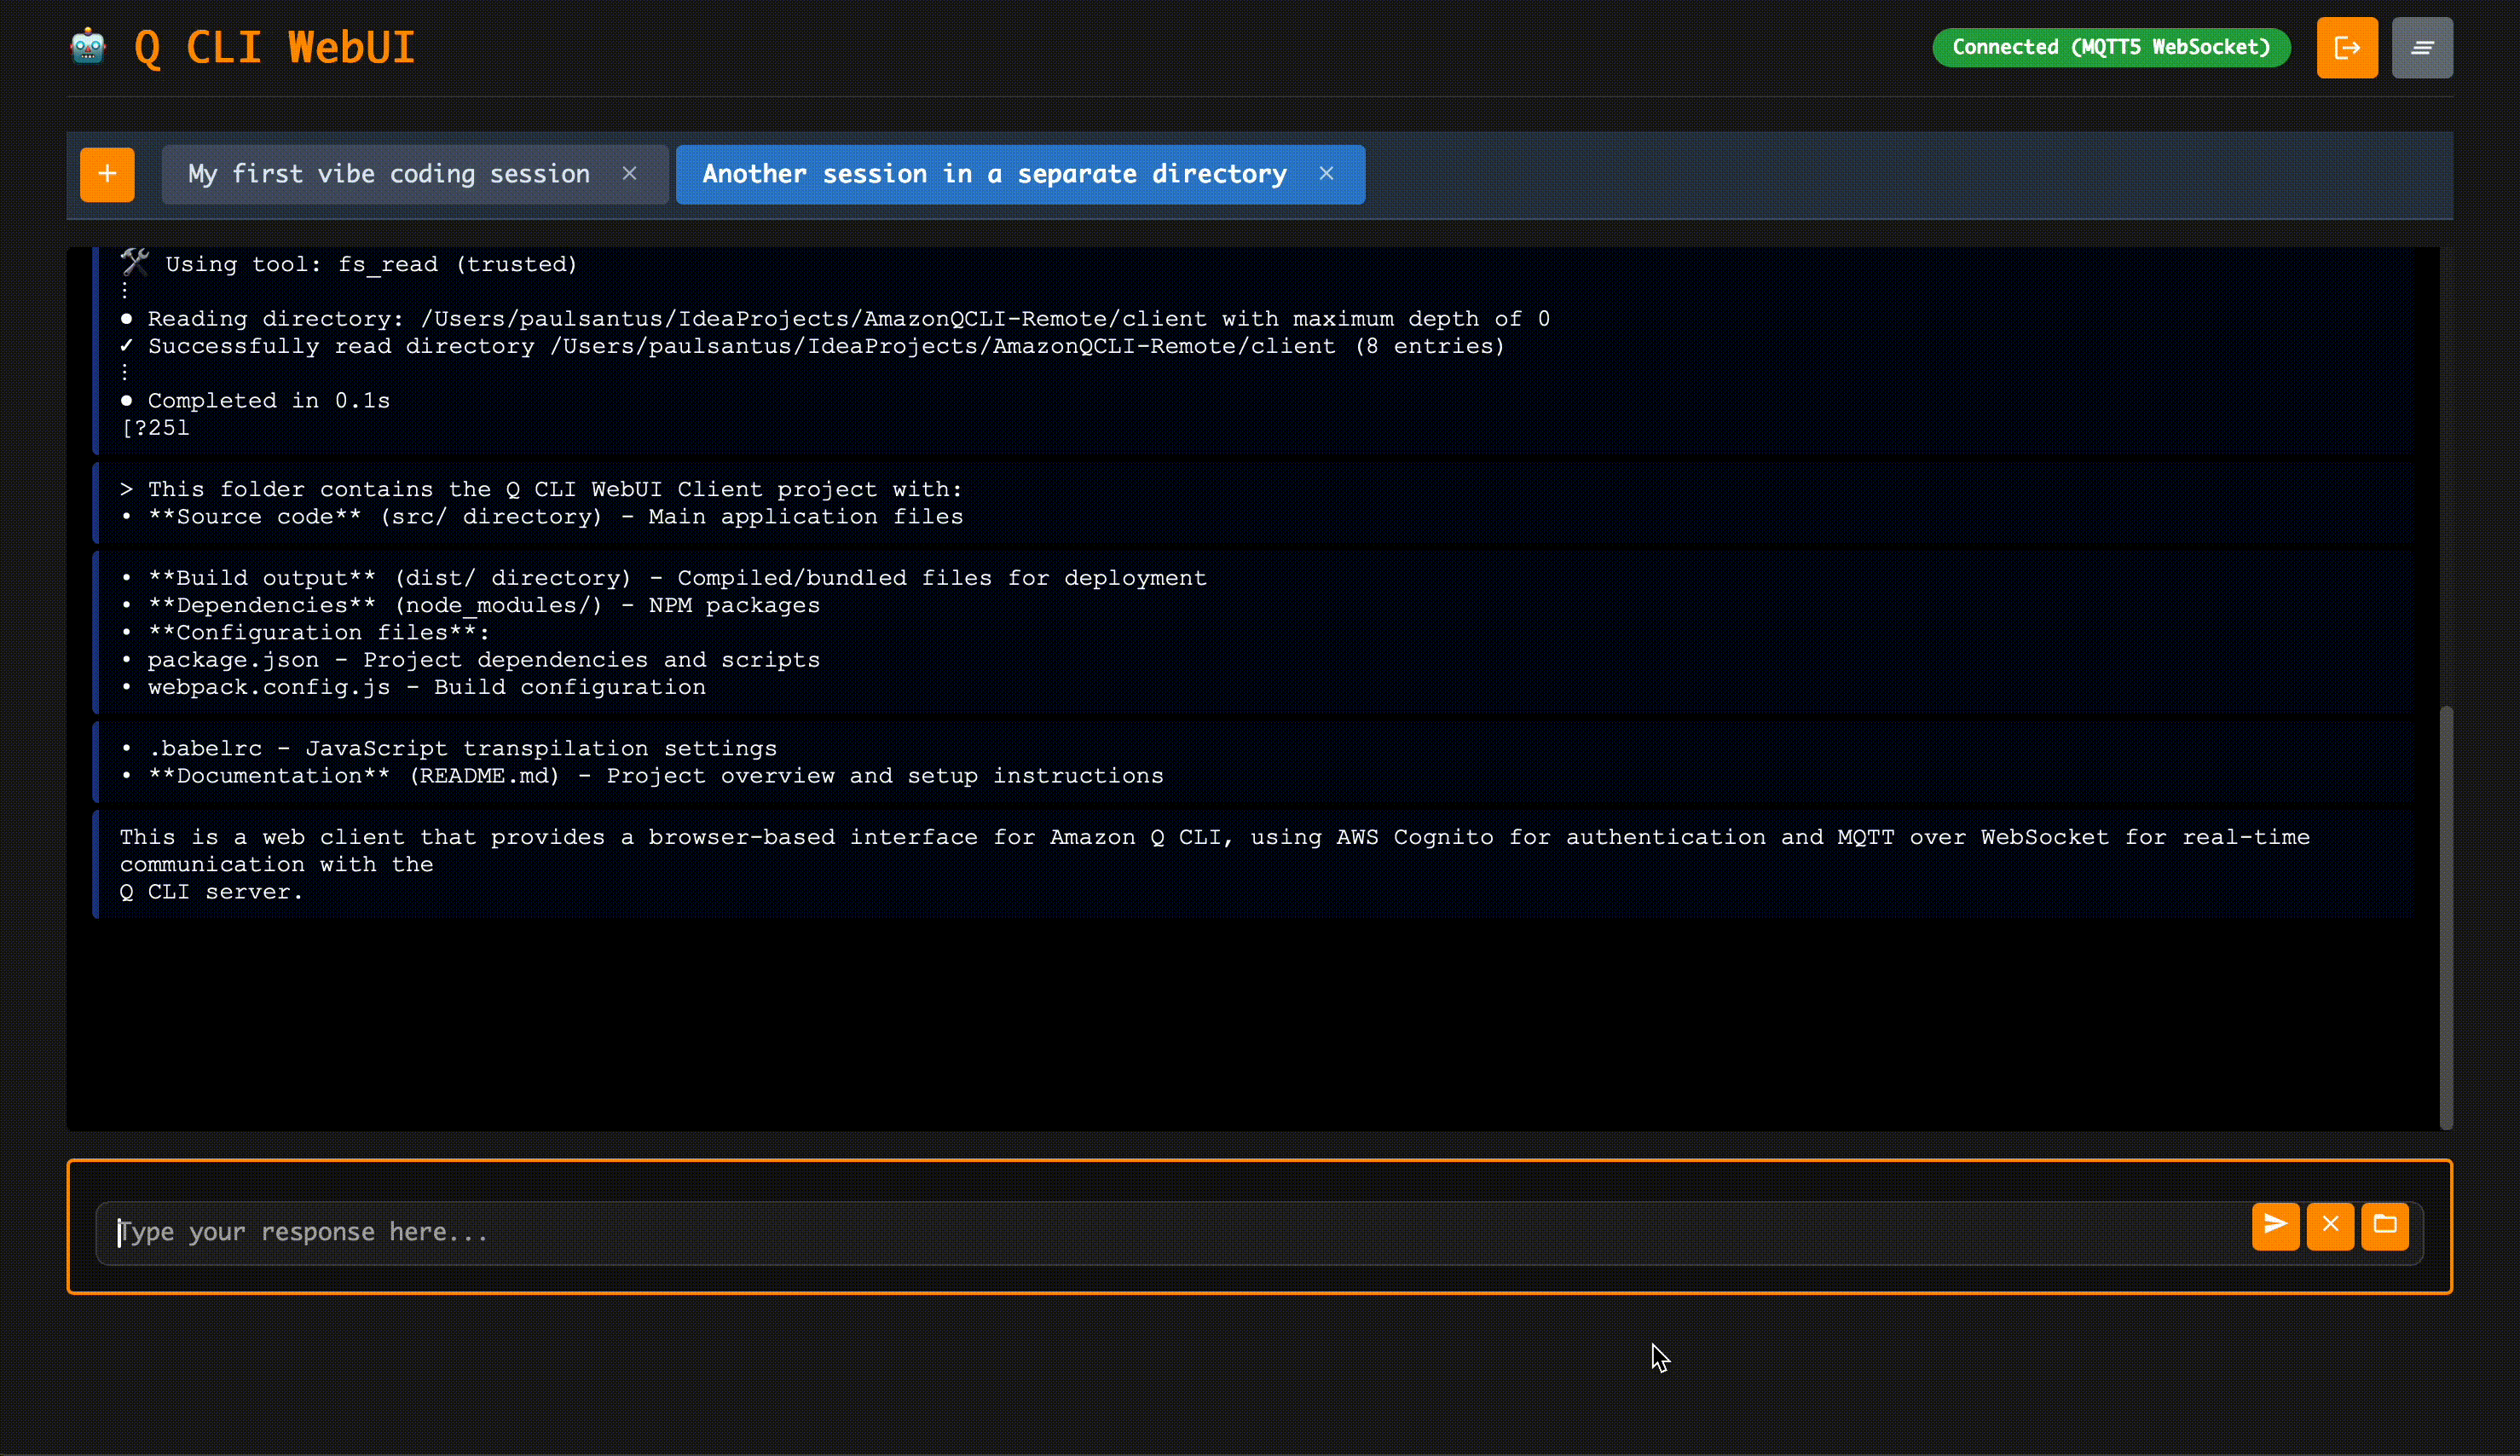 Q CLI WebUI
Connected (MQTT5 WebSocket)
+
My first vibe coding session ×
Another session in a separate directory ×
Using tool: fs_read (trusted)
⋮
● Reading directory: /Users/paulsantus/IdeaProjects/AmazonQCLI-Remote/client with maximum depth of 0
✓ Successfully read directory /Users/paulsantus/IdeaProjects/AmazonQCLI-Remote/client (8 entries)
⋮
● Completed in 0.1s
[?25l
> This folder contains the Q CLI WebUI Client project with:
• **Source code** (src/ directory) - Main application files
• **Build output** (dist/ directory) - Compiled/bundled files for deployment
• **Dependencies** (node_modules/) - NPM packages
• **Configuration files**:
• package.json - Project dependencies and scripts
• webpack.config.js - Build configuration
• .babelrc - JavaScript transpilation settings
• **Documentation** (README.md) - Project overview and setup instructions
This is a web client that provides a browser-based interface for Amazon Q CLI, using AWS Cognito for authentication and MQTT over WebSocket for real-time
communication with the
Q CLI server.
Type your response here...